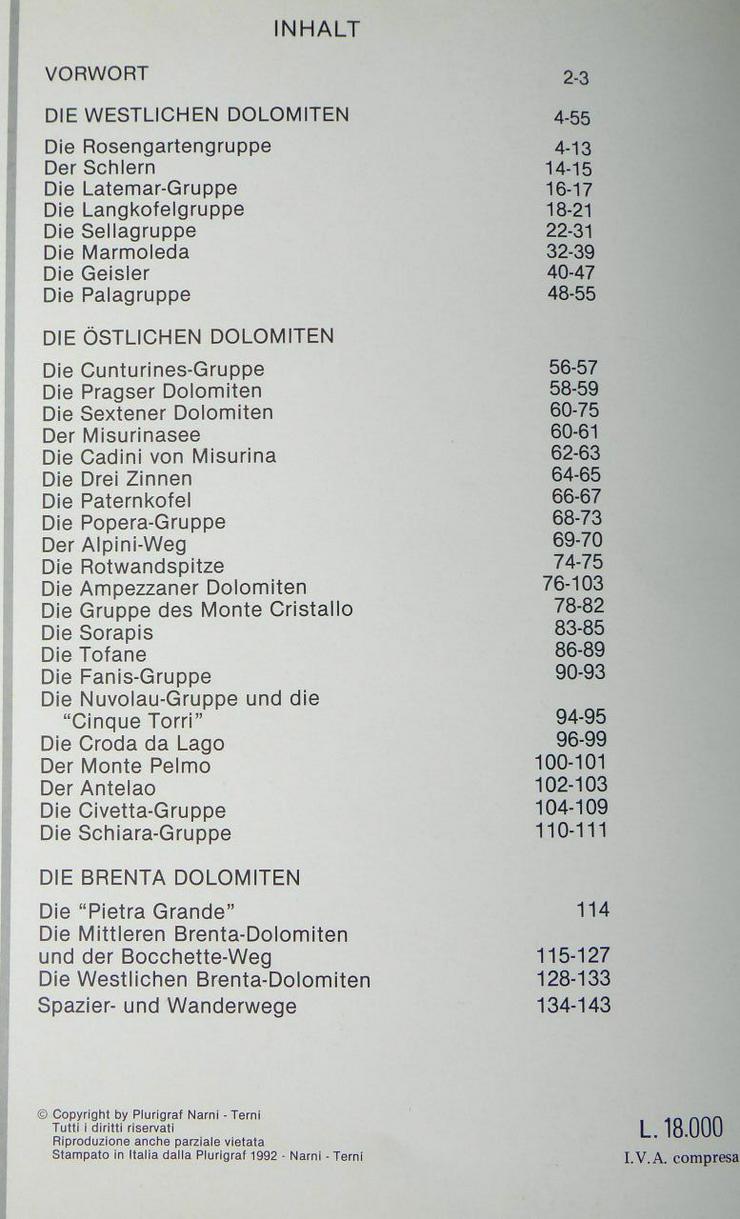 INHALT
VORWORT 2-3
DIE WESTLICHEN DOLOMITEN 4-55
Die Rosengartengruppe 4-13
Der Schlern 14-15
Die Latemar-Gruppe 16-17
Die Langkofelgruppe 18-21
Die Sellagruppe 22-31
Die Marmoleda 32-39
Die Geisler 40-47
Die Palagruppe 48-55
DIE ÖSTLICHEN DOLOMITEN
Die Cunturines-Gruppe 56-57
Die Pragser Dolomiten 58-59
Die Sextener Dolomiten 60-75
Der Misurinasee 60-61
Die Cadini von Misurina 62-63
Die Drei Zinnen 64-65
Die Paternkofel 66-67
Die Popera-Gruppe 68-73
Der Alpini-Weg 69-70
Die Rotwandspitze 74-75
Die Ampezzaner Dolomiten 76-103
Die Gruppe des Monte Cristallo 78-82
Die Sorapis 83-85
Die Tofane 86-89
Die Fanis-Gruppe 90-93
Die Nuvolau-Gruppe und die
"Cinque Torri" 94-95
Die Croda da Lago 96-99
Der Monte Pelmo 100-101
Der Antelao 102-103
Die Civetta-Gruppe 104-109
Die Schiara-Gruppe 110-111
DIE BRENTA DOLOMITEN
Die "Pietra Grande" 114
Die Mittleren Brenta-Dolomiten
und der Bocchette-Weg 115-127
Die Westlichen Brenta-Dolomiten 128-133
Spazier- und Wanderwege 134-143
© Copyright by Plurigraf Narni - Terni
Tutti i diritti riservati
Riproduzione anche parziale vietata
Stampato in Italia dalla Plurigraf 1992 - Narni - Terni
L. 18.000
I.V.A. compresa